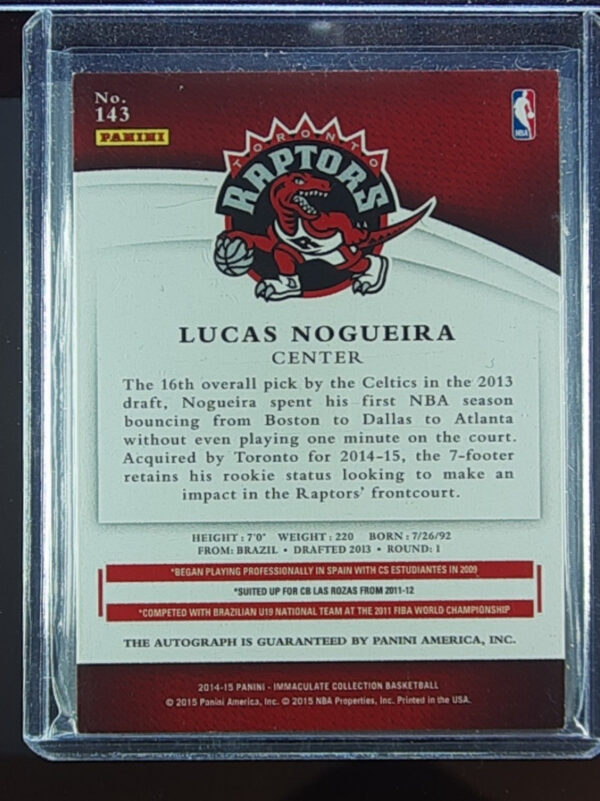 No.
143
PANINI
NBA
TORONTO
RAPTORS
LUCAS NOGUEIRA
CENTER
The 16th overall pick by the Celtics in the 2013
draft, Nogueira spent his first NBA season
bouncing from Boston to Dallas to Atlanta
without even playing one minute on the court.
Acquired by Toronto for 2014-15, the 7-footer
retains his rookie status looking to make an
impact in the Raptors' frontcourt.
HEIGHT: 7'0" WEIGHT: 220 BORN: 7/26/92
FROM: BRAZIL • DRAFTED 2013 • ROUND: 1
*BEGAN PLAYING PROFESSIONALLY IN SPAIN WITH CS ESTUDIANTES IN 2009
*SUITED UP FOR CB LAS ROZAS FROM 2011-12
*COMPETED WITH BRAZILIAN U19 NATIONAL TEAM AT THE 2011 FIBA WORLD CHAMPIONSHIP
THE AUTOGRAPH IS GUARANTEED BY PANINI AMERICA, INC.
2014-15 PANINI - IMMACULATE COLLECTION BASKETBALL
© 2015 Panini America, Inc. © 2015 NBA Properties, Inc. Printed in the USA.